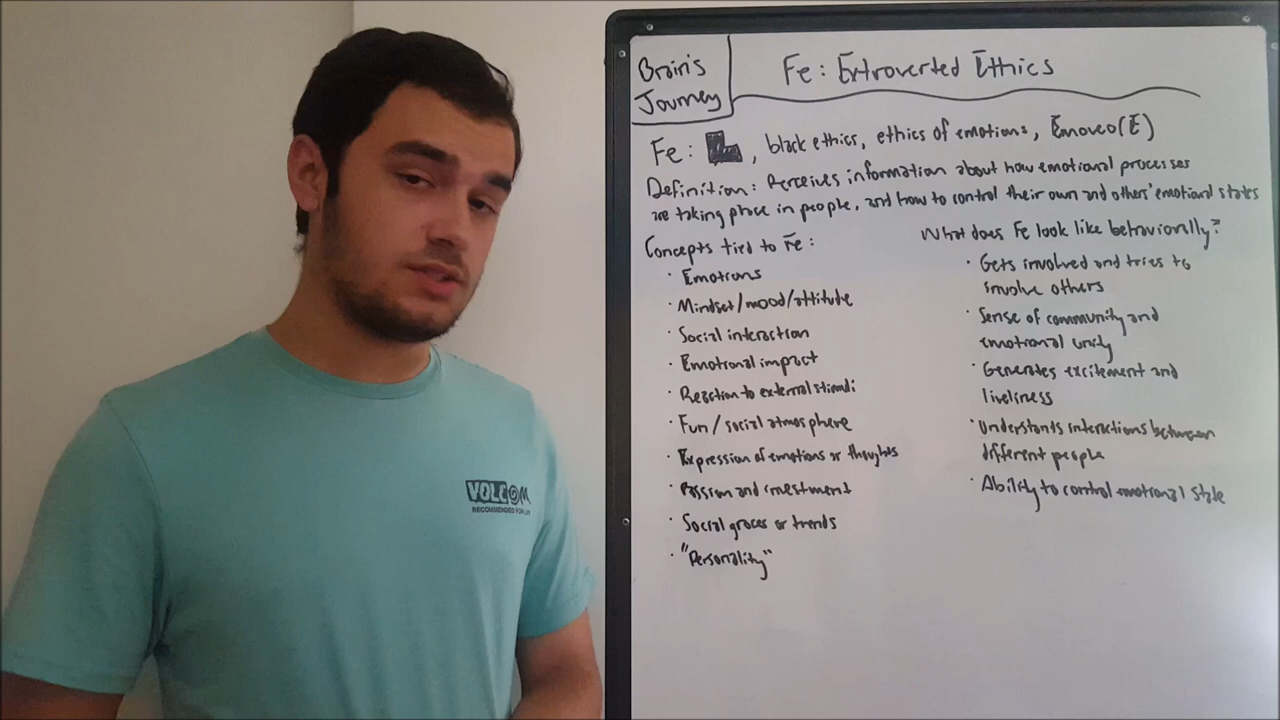 Brain's
Journey
Fe: Extroverted Ethics
Fe: , black ethics, ethics of emotions, Emoveo (E)
Definition: Perceives information about how emotional processes
are taking place in people, and how to control their own and others' emotional states
Concepts tied to Fe:
· Emotions
· Mindset/mood/attitude
· Social interaction
· Emotional impact
· Reaction to external stimuli
· Fun/social atmosphere
· Expression of emotions or thoughts
· Passion and investment
· Social graces or trends
· "Personality"
What does Fe look like behaviorally?
· Gets involved and tries to
involve others
· Sense of community and
emotional unity
· Generates excitement and
liveliness
· Understands interactions between
different people
· Ability to control emotional state
VOLCOM
RECOMMENDED FOR LIFE